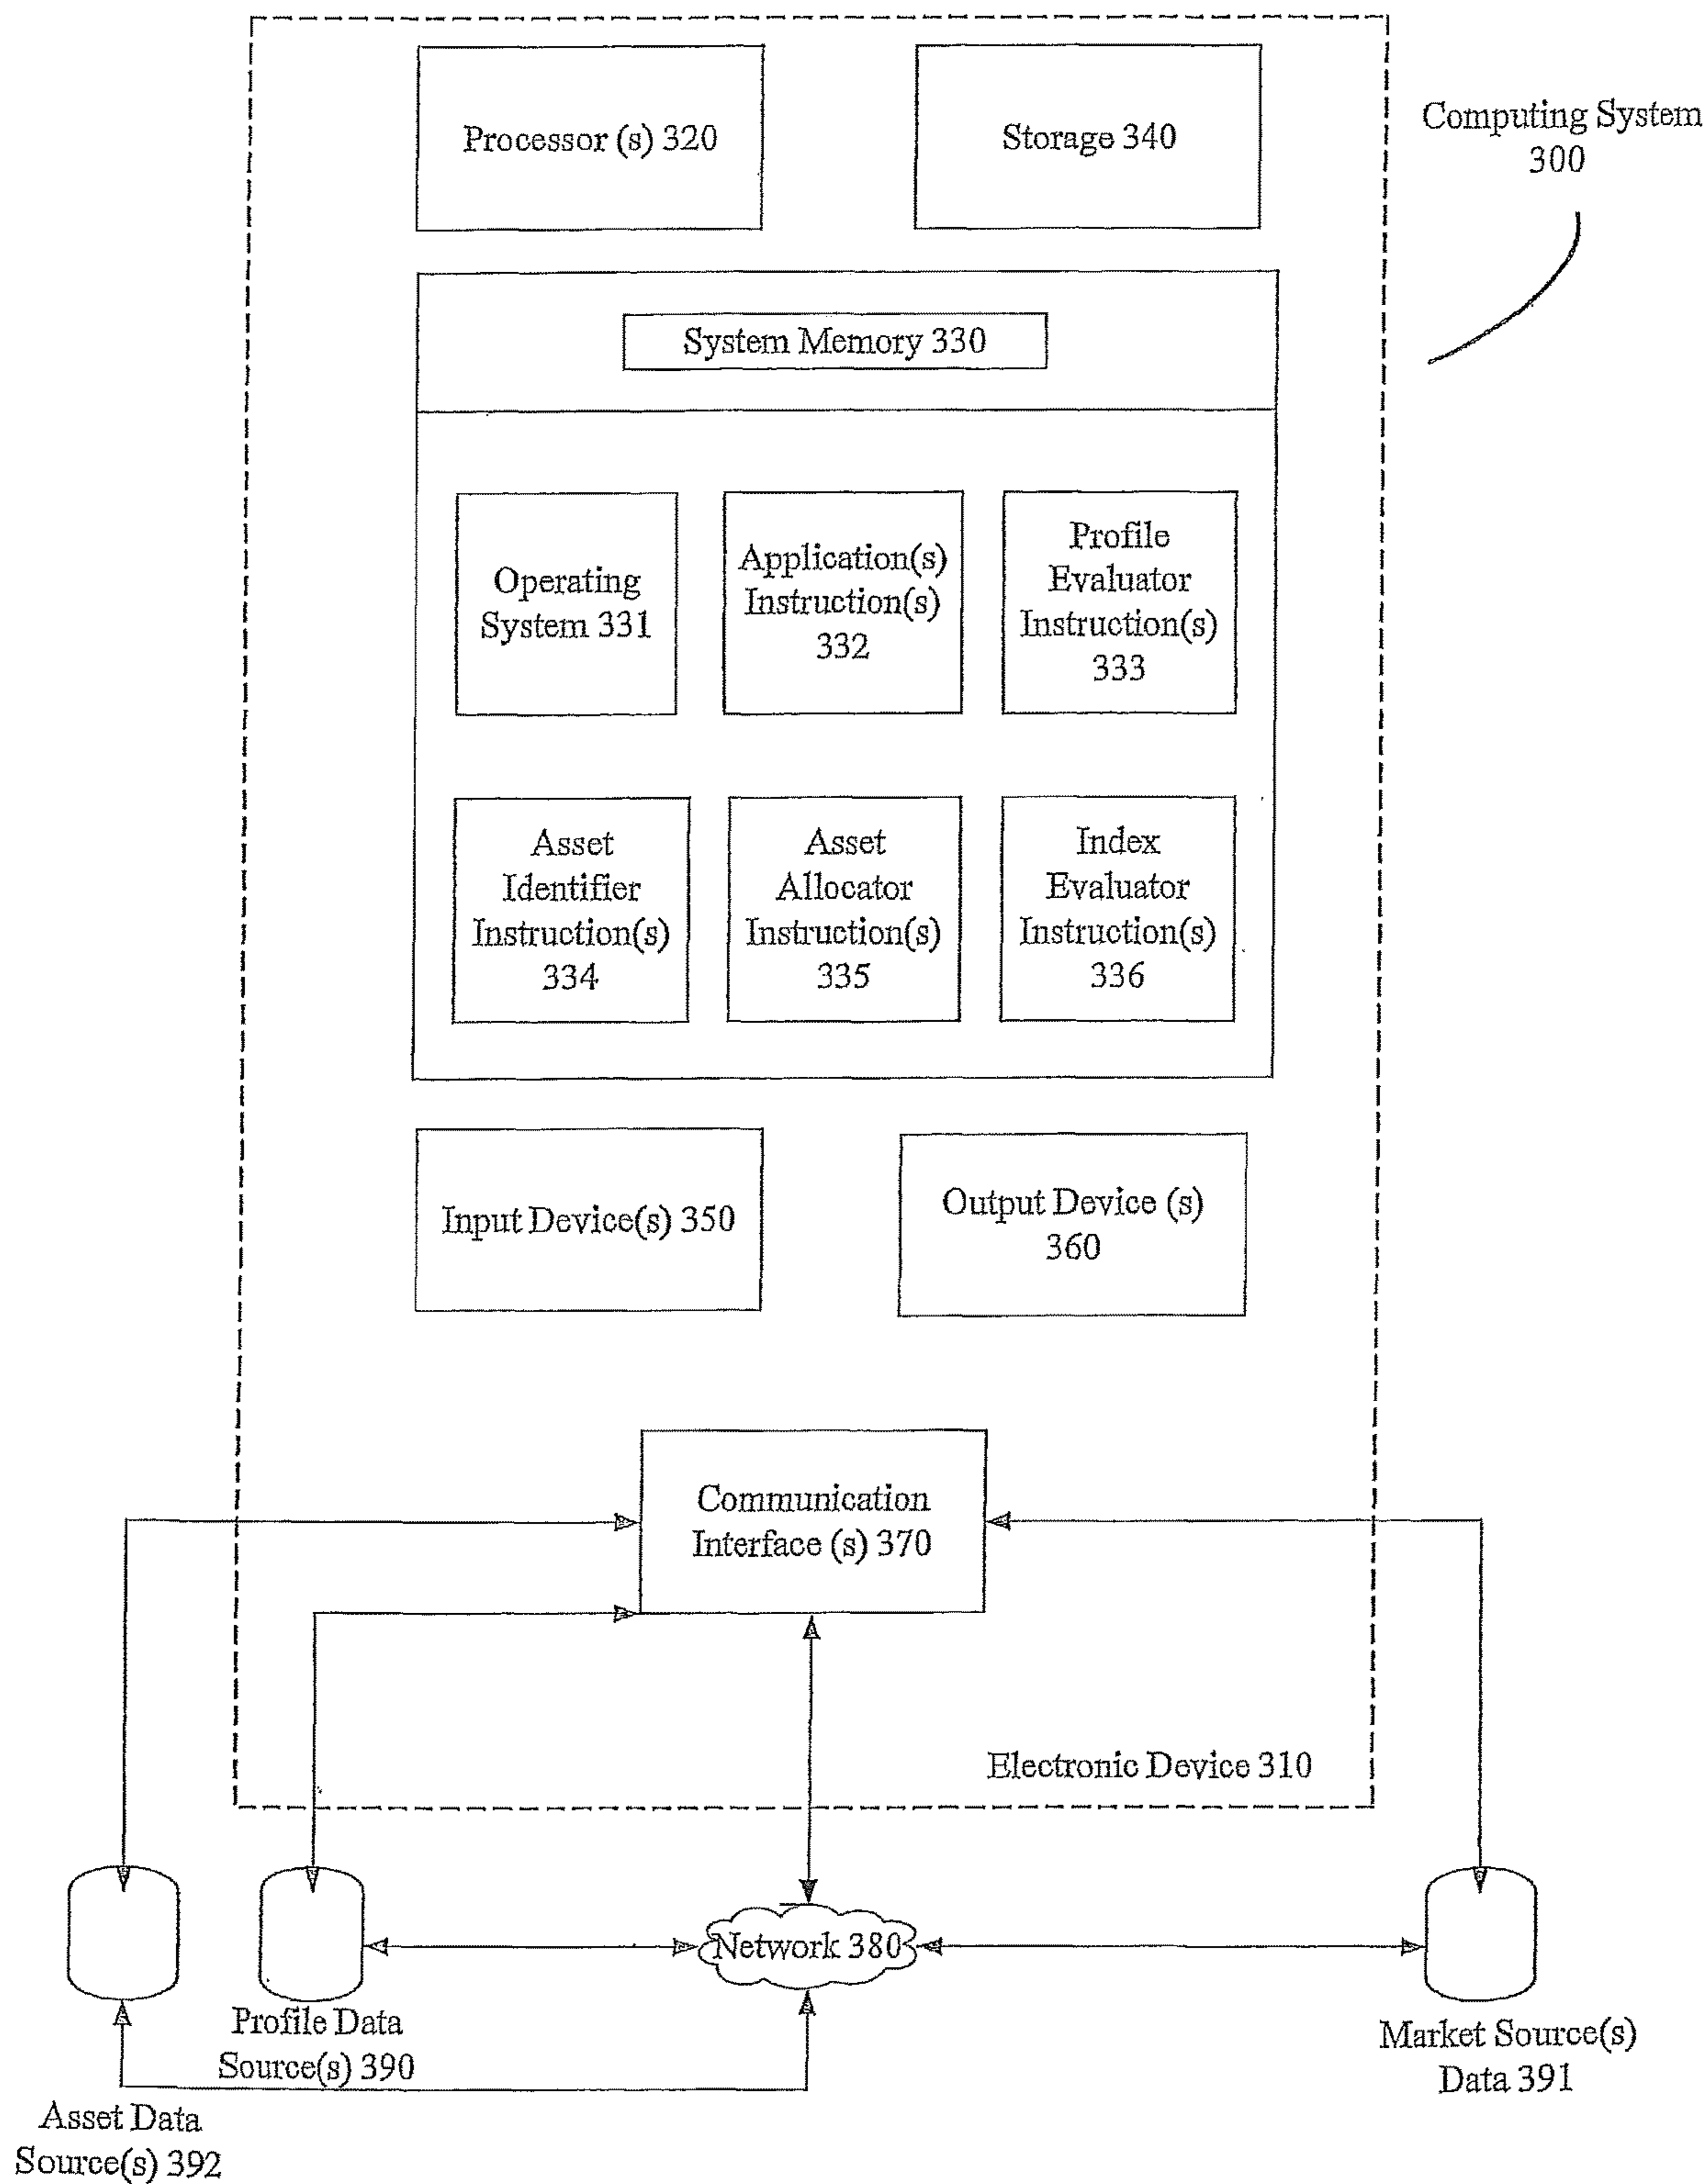 Processor (s) 320
Storage 340
Computing System
300
System Memory 330
Operating
System 331
Application(s)
Instruction(s)
332
Profile
Evaluator
Instruction(s)
333
Asset
Identifier
Instruction(s)
334
Asset
Allocator
Instruction(s)
335
Index
Evaluator
Instruction(s)
336
Input Device(s) 350
Output Device (s)
360
Communication
Interface (s) 370
Electronic Device 310
Network 380
Profile Data
Source(s) 390
Market Source(s)
Data 391
Asset Data
Source(s) 392